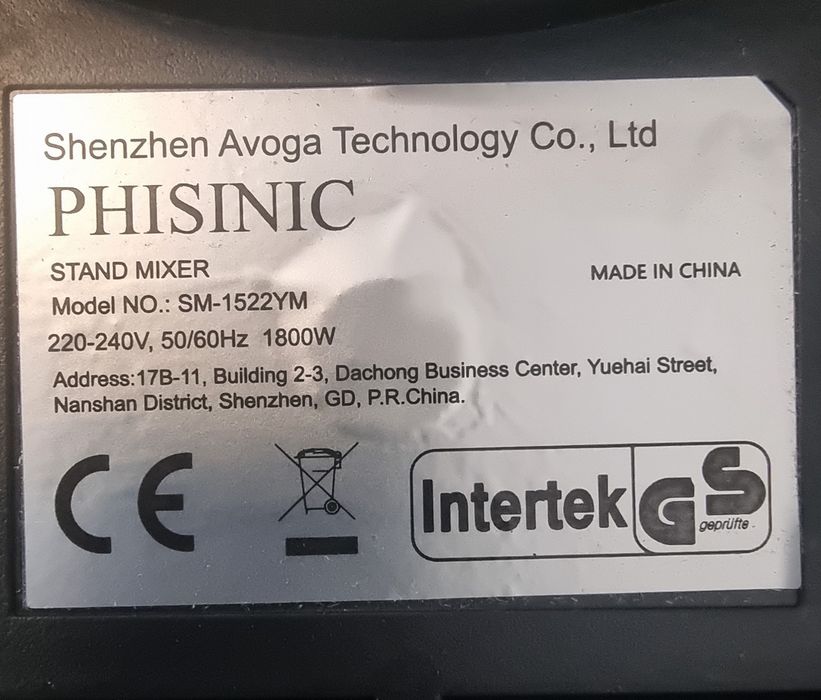 Shenzhen Avoga Technology Co., Ltd
PHISINIC
STAND MIXER
MADE IN CHINA
Model NO.: SM-1522YM
220-240V, 50/60Hz 1800W
Address:17B-11, Building 2-3, Dachong Business Center, Yuehai Street,
Nanshan District, Shenzhen, GD, P.R.China.
CE
Intertek
GS
geprüfte